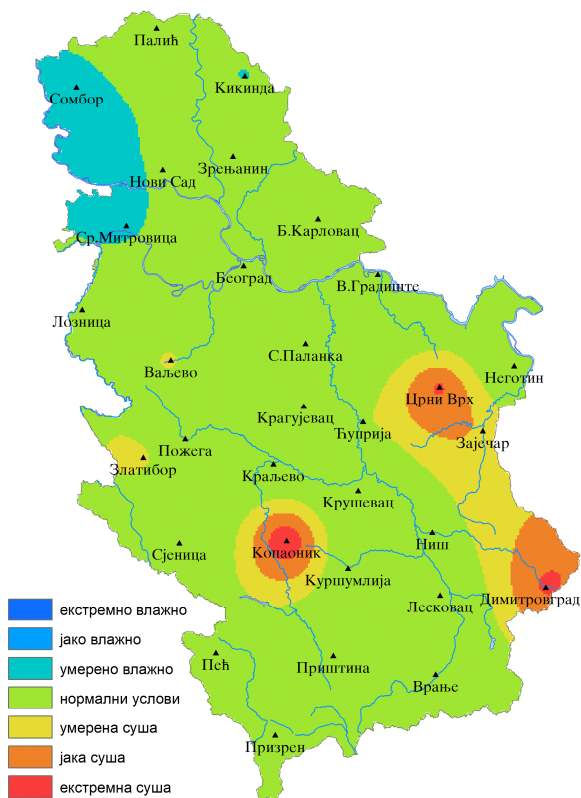 Палић
Кикинда
Сомбор
Зрењанин
Нови Сад
Б.Карловац
Ср.Митровица
Београд
В.Градиште
Лозница
С.Паланка
Ваљево
Неготин
Црни Врх
Крагујевац
Ћуприја
Зајечар
Пожега
Златибор
Краљево
Крушевац
Ниш
Копаоник
Сјеница
Куршумлија
Димитровград
Лесковац
екстремно влажно
јако влажно
умерено влажно
Пећ
Приштина
Врање
нормални услови
умерена суша
Призрен
јака суша
екстремна суша